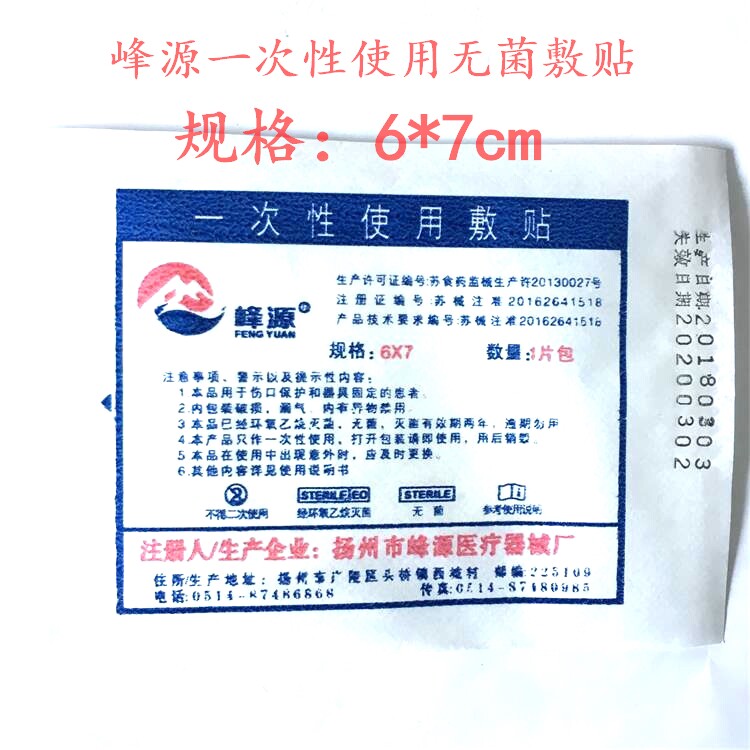 峰源一次性使用无菌敷贴
规格：6*7cm
一次性使用敷贴
生产许可证编号:苏食药监械生产许20130027号
注册证编号:苏械注准20162641518
产品技术要求编号:苏械注准20162641518
峰源
FENG YUAN
规格: 6X7 数量: 1片包
注意事项、警示以及提示性内容:
1 本品用于伤口保护和器具固定的患者。
2. 内包装破损、漏气、内有异物禁用。
3. 本品已经环氧乙烷灭菌，无菌，灭菌有效期两年，逾期勿用
4. 本产品只作一次性使用，打开包装请即使用，用后销毁。
5. 本品在使用中出现意外时，应及时更换。
6. 其他内容详见使用说明书
2
STERILE EO
STERILE
i
不得二次使用 经环氧乙烷灭菌 无菌 参考使用说明
注册人/生产企业：扬州市峰源医疗器械厂
住所/生产地址：扬州市广陵区头桥镇西城村 邮编:225109
电话:0514-87486868 传真:0514-87480985
生产日期20180303
失效日期20200302